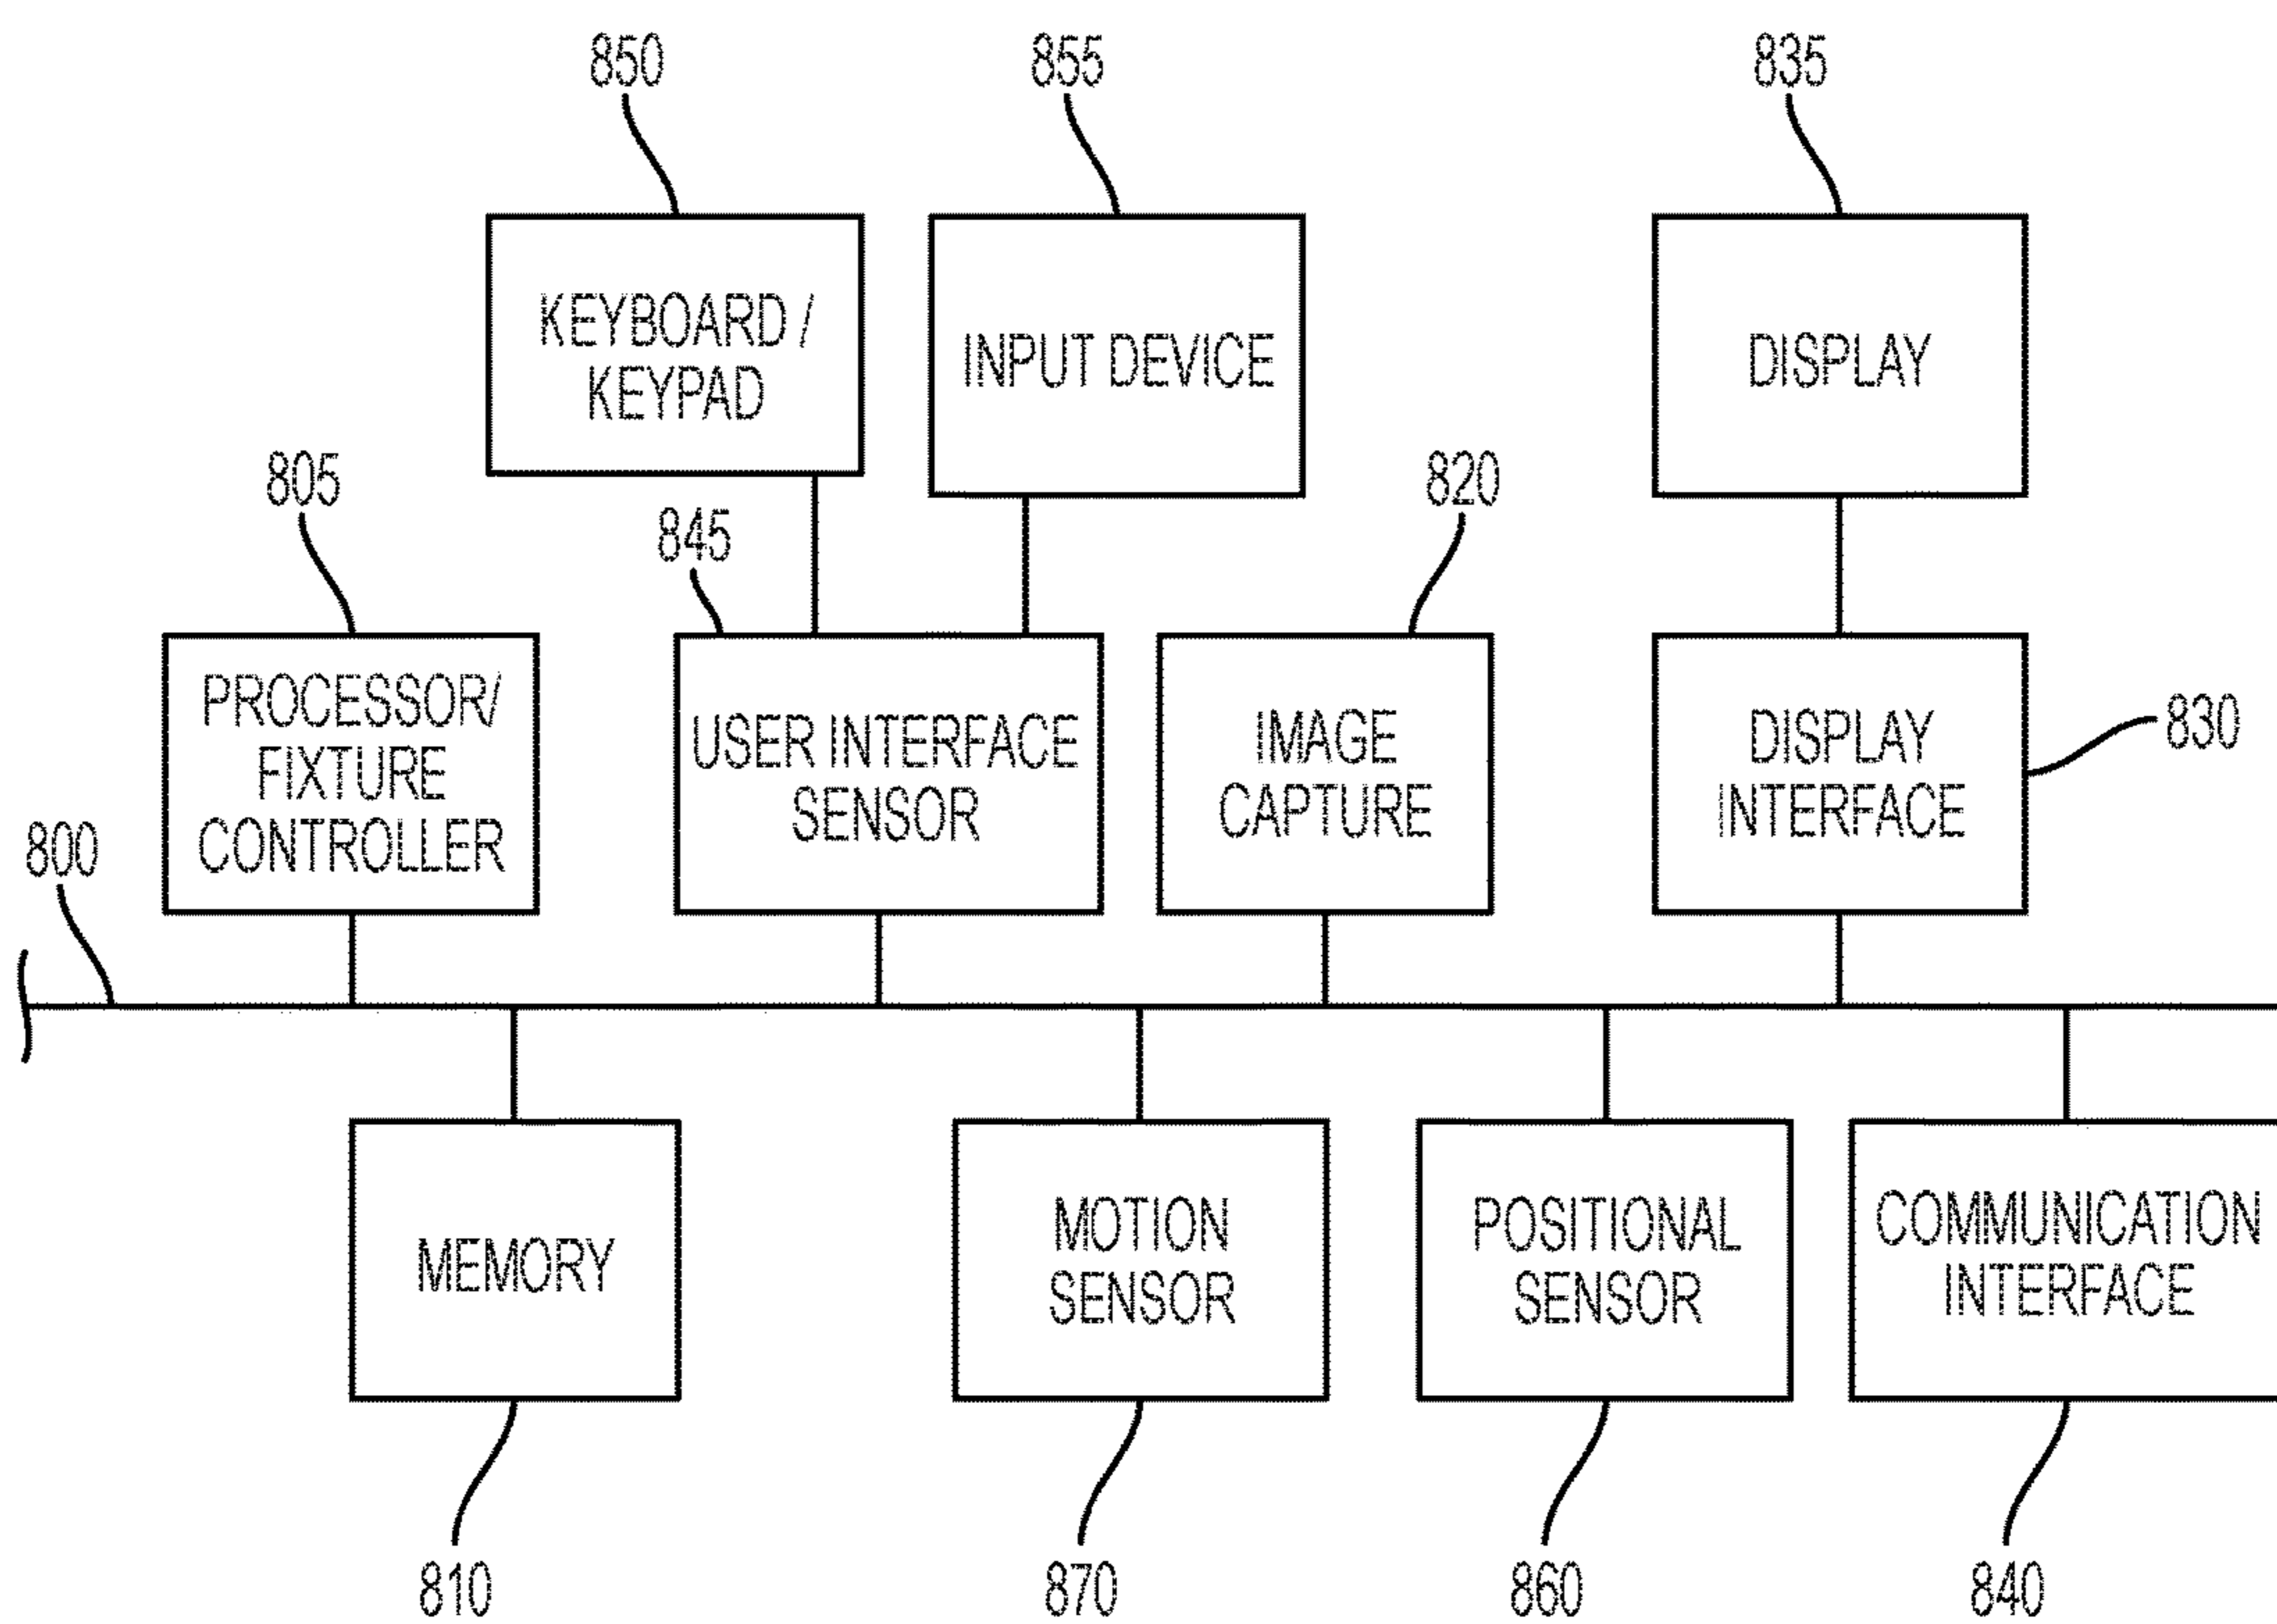 850
855
835
KEYBOARD /
KEYPAD
INPUT DEVICE
DISPLAY
805
845
820
PROCESSOR/
FIXTURE
CONTROLLER
USER INTERFACE
SENSOR
IMAGE
CAPTURE
DISPLAY
INTERFACE
830
800
MEMORY
MOTION
SENSOR
POSITIONAL
SENSOR
COMMUNICATION
INTERFACE
810
870
860
840